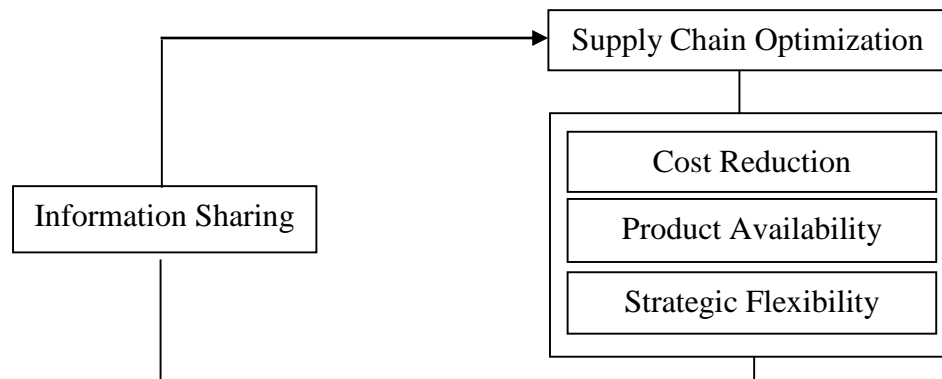 Supply Chain Optimization
Cost Reduction
Information Sharing
Product Availability
Strategic Flexibility